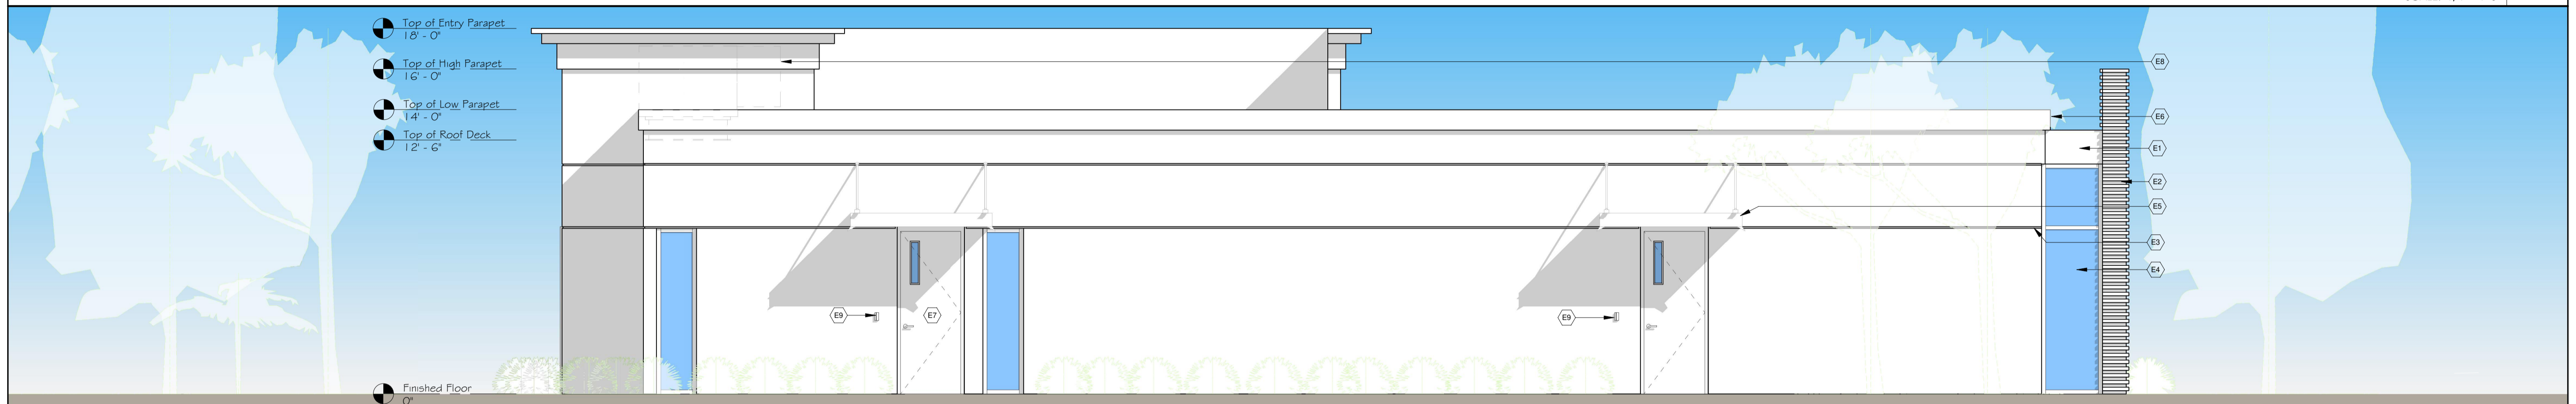 Top of Entry Parapet
18' - 0"
Top of High Parapet
16' - 0"
Top of Low Parapet
14' - 0"
Top of Roof Deck
12' - 6"
E8
E6
E1
E2
E5
E3
E4
E9
E7
E9
Finished Floor
0"